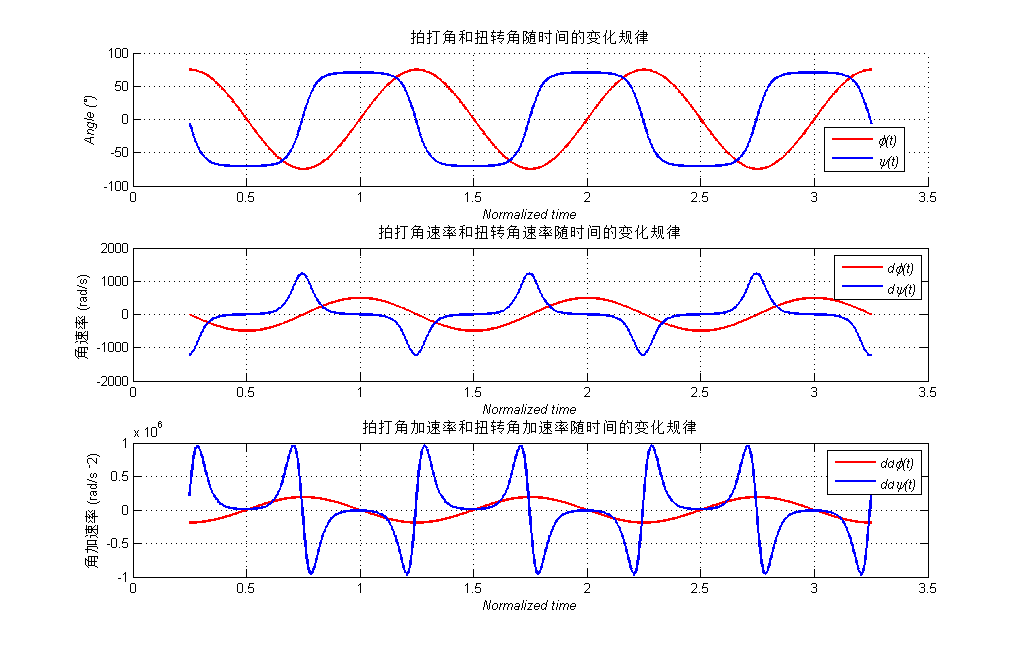 拍打角和扭转角随时间的变化规律
100
50
0
-50
-100
Angle (°)
0 0.5 1 1.5 2 2.5 3 3.5
Normalized time
ϕ(t)
ψ(t)
拍打角速率和扭转角速率随时间的变化规律
2000
1000
0
-1000
-2000
角速率 (rad/s)
0 0.5 1 1.5 2 2.5 3 3.5
Normalized time
dϕ(t)
dψ(t)
拍打角加速率和扭转角加速率随时间的变化规律
x 10^6
1
0.5
0
-0.5
-1
角加速率 (rad/s^-2)
0 0.5 1 1.5 2 2.5 3 3.5
Normalized time
daϕ(t)
daψ(t)